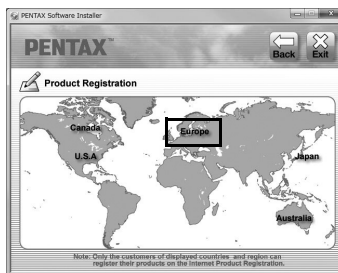 PENTAX Software Installer
PENTAX™
Back
Exit
Product Registration
Canada
Europe
U.S.A
Japan
Australia
Note: Only the customers of displayed countries and region can
register their products on the Internet Product Registration.